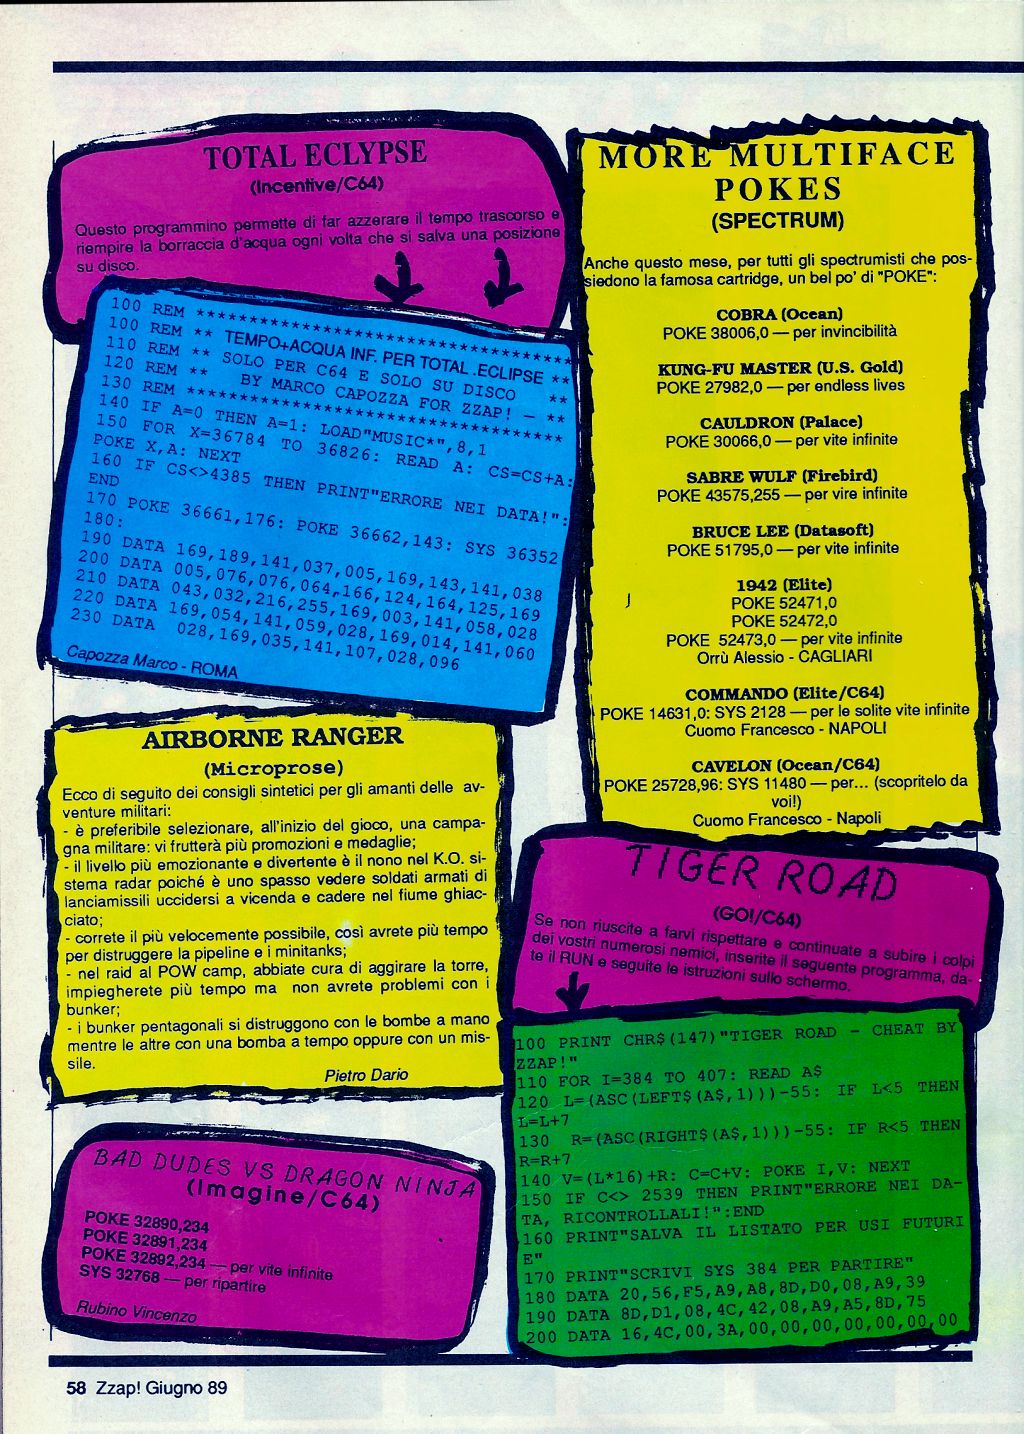 TOTAL ECLYPSE
(Incentive/C64)
Questo programmino permette di far azzerare il tempo trascorso e
riempire la borraccia d'acqua ogni volta che si salva una posizione
su disco.
100 REM **********************************
100 REM ** TEMPO+ACQUA INF. PER TOTAL .ECLIPSE **
110 REM ** SOLO PER C64 E SOLO SU DISCO **
120 REM ** BY MARCO CAPOZZA FOR ZZAP! — **
130 REM **********************************
140 IF A=0 THEN A=1: LOAD"MUSIC*",8,1
150 FOR X=36784 TO 36826: READ A: CS=CS+A:
POKE X,A: NEXT
160 IF CS<>4385 THEN PRINT"ERRORE NEI DATA!":
END
170 POKE 36661,176: POKE 36662,143: SYS 36352
180:
190 DATA 169,189,141,037,005,169,143,141,038
200 DATA 005,076,076,064,166,124,164,125,169
210 DATA 043,032,216,255,169,003,141,058,028
220 DATA 169,054,141,059,028,169,014,141,060
230 DATA 028,169,035,141,107,028,096
Capozza Marco - ROMA
AIRBORNE RANGER
(Microprose)
Ecco di seguito dei consigli sintetici per gli amanti delle av-
venture militari:
- è preferibile selezionare, all'inizio del gioco, una campa-
gna militare: vi frutterà più promozioni e medaglie;
- il livello più emozionante e divertente è il nono nel K.O. si-
stema radar poiché è uno spasso vedere soldati armati di
lanciamissili uccidersi a vicenda e cadere nel fiume ghiac-
ciato;
- correte il più velocemente possibile, così avrete più tempo
per distruggere la pipeline e i minitanks;
- nel raid al POW camp, abbiate cura di aggirare la torre,
impiegherete più tempo ma non avrete problemi con i
bunker;
- i bunker pentagonali si distruggono con le bombe a mano
mentre le altre con una bomba a tempo oppure con un mis-
sile.
Pietro Dario
BAD DUDES VS DRAGON NINJA
(Imagine/C64)
POKE 32890,234
POKE 32891,234
POKE 32892,234 — per vite infinite
SYS 32768 — per ripartire
Rubino Vincenzo
MORE MULTIFACE
POKES
(SPECTRUM)
Anche questo mese, per tutti gli spectrumisti che pos-
siedono la famosa cartridge, un bel po' di "POKE":
COBRA (Ocean)
POKE 38006,0 — per invincibilità
KUNG-FU MASTER (U.S. Gold)
POKE 27982,0 — per endless lives
CAULDRON (Palace)
POKE 30066,0 — per vite infinite
SABRE WULF (Firebird)
POKE 43575,255 — per vire infinite
BRUCE LEE (Datasoft)
POKE 51795,0 — per vite infinite
1942 (Elite)
POKE 52471,0
POKE 52472,0
POKE 52473,0 — per vite infinite
Orrù Alessio - CAGLIARI
COMMANDO (Elite/C64)
POKE 14631,0: SYS 2128 — per le solite vite infinite
Cuomo Francesco - NAPOLI
CAVELON (Ocean/C64)
POKE 25728,96: SYS 11480 — per... (scopritelo da
voi!)
Cuomo Francesco - Napoli
TIGER ROAD
(GO!/C64)
Se non riuscite a farvi rispettare e continuate a subire i colpi
dei vostri numerosi nemici, inserite il seguente programma, da-
te il RUN e seguite le istruzioni sullo schermo.
100 PRINT CHR$(147)"TIGER ROAD - CHEAT BY
ZZAP!"
110 FOR I=384 TO 407: READ A$
120 L=(ASC(LEFT$(A$,1)))-55: IF L<5 THEN
L=L+7
130 R=(ASC(RIGHT$(A$,1)))-55: IF R<5 THEN
R=R+7
140 V=(L*16)+R: C=C+V: POKE I,V: NEXT
150 IF C<> 2539 THEN PRINT"ERRORE NEI DA-
TA, RICONTROLLALI!":END
160 PRINT"SALVA IL LISTATO PER USI FUTURI
E"
170 PRINT"SCRIVI SYS 384 PER PARTIRE"
180 DATA 20,56,F5,A9,A8,8D,D0,08,A9,39
190 DATA 8D,D1,08,4C,42,08,A9,A5,8D,75
200 DATA 16,4C,00,3A,00,00,00,00,00,00,00
58 Zzap! Giugno 89